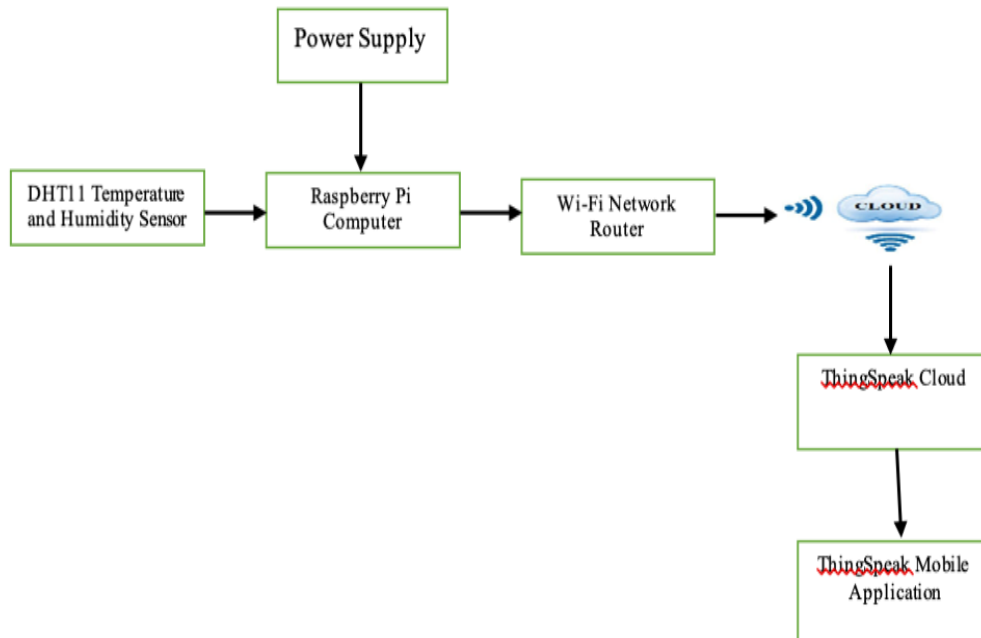 Power Supply
DHT11 Temperature
and Humidity Sensor
Raspberry Pi
Computer
Wi-Fi Network
Router
CLOUD
ThingSpeak Cloud
ThingSpeak Mobile
Application